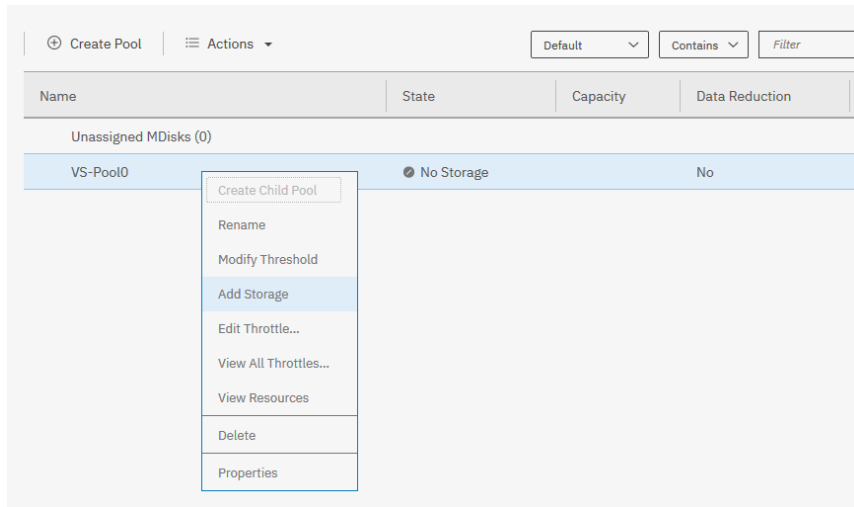 Create Pool Actions Default Contains Filter
Name State Capacity Data Reduction
Unassigned MDisks (0)
VS-Pool0 No Storage No
Create Child Pool
Rename
Modify Threshold
Add Storage
Edit Throttle...
View All Throttles...
View Resources
Delete
Properties